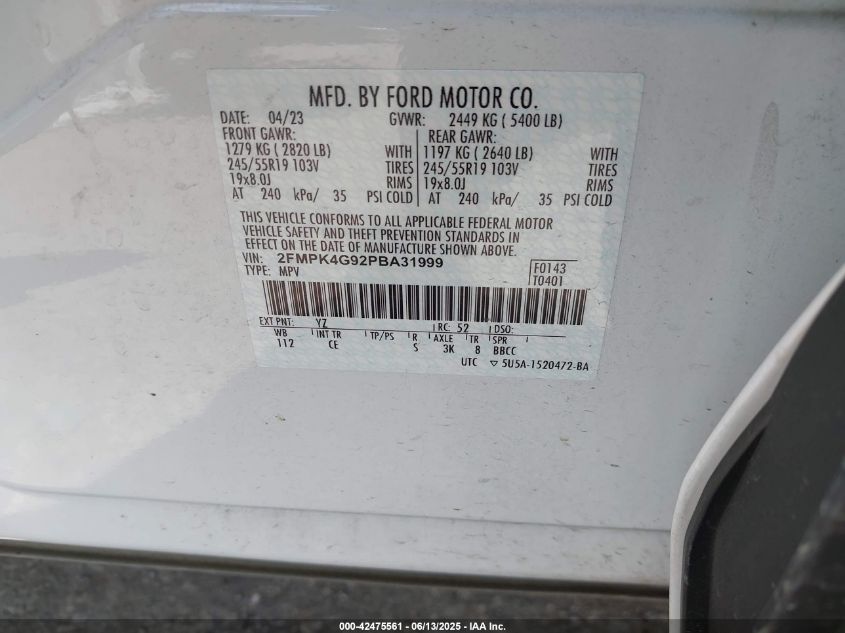 MFD. BY FORD MOTOR CO.
DATE: 04/23 GVWR: 2449 KG ( 5400 LB)
FRONT GAWR: REAR GAWR:
1279 KG ( 2820 LB) WITH 1197 KG ( 2640 LB) WITH
245/55R19 103V TIRES 245/55R19 103V TIRES
19x8.0J RIMS 19x8.0J RIMS
AT 240 kPa/ 35 PSI COLD AT 240 kPa/ 35 PSI COLD
THIS VEHICLE CONFORMS TO ALL APPLICABLE FEDERAL MOTOR
VEHICLE SAFETY AND THEFT PREVENTION STANDARDS IN
EFFECT ON THE DATE OF MANUFACTURE SHOWN ABOVE.
VIN: 2FMPK4G92PBA31999 F0143
TYPE: MPV T0401
EXT PNT: YZ RC: 52 DSO:
WB INT TR TP/PS R AXLE TR SPR
112 CE S 3K 8 BBCC
UTC ▽ 5U5A-1520472-BA
000-42475561 - 06/13/2025 - IAA Inc.